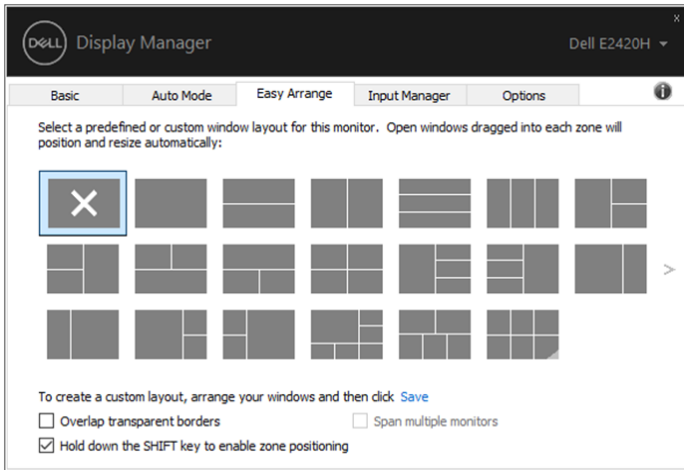 x
DELL Display Manager
Dell E2420H
Basic Auto Mode Easy Arrange Input Manager Options
Select a predefined or custom window layout for this monitor. Open windows dragged into each zone will
position and resize automatically:
To create a custom layout, arrange your windows and then click Save
Overlap transparent borders Span multiple monitors
Hold down the SHIFT key to enable zone positioning